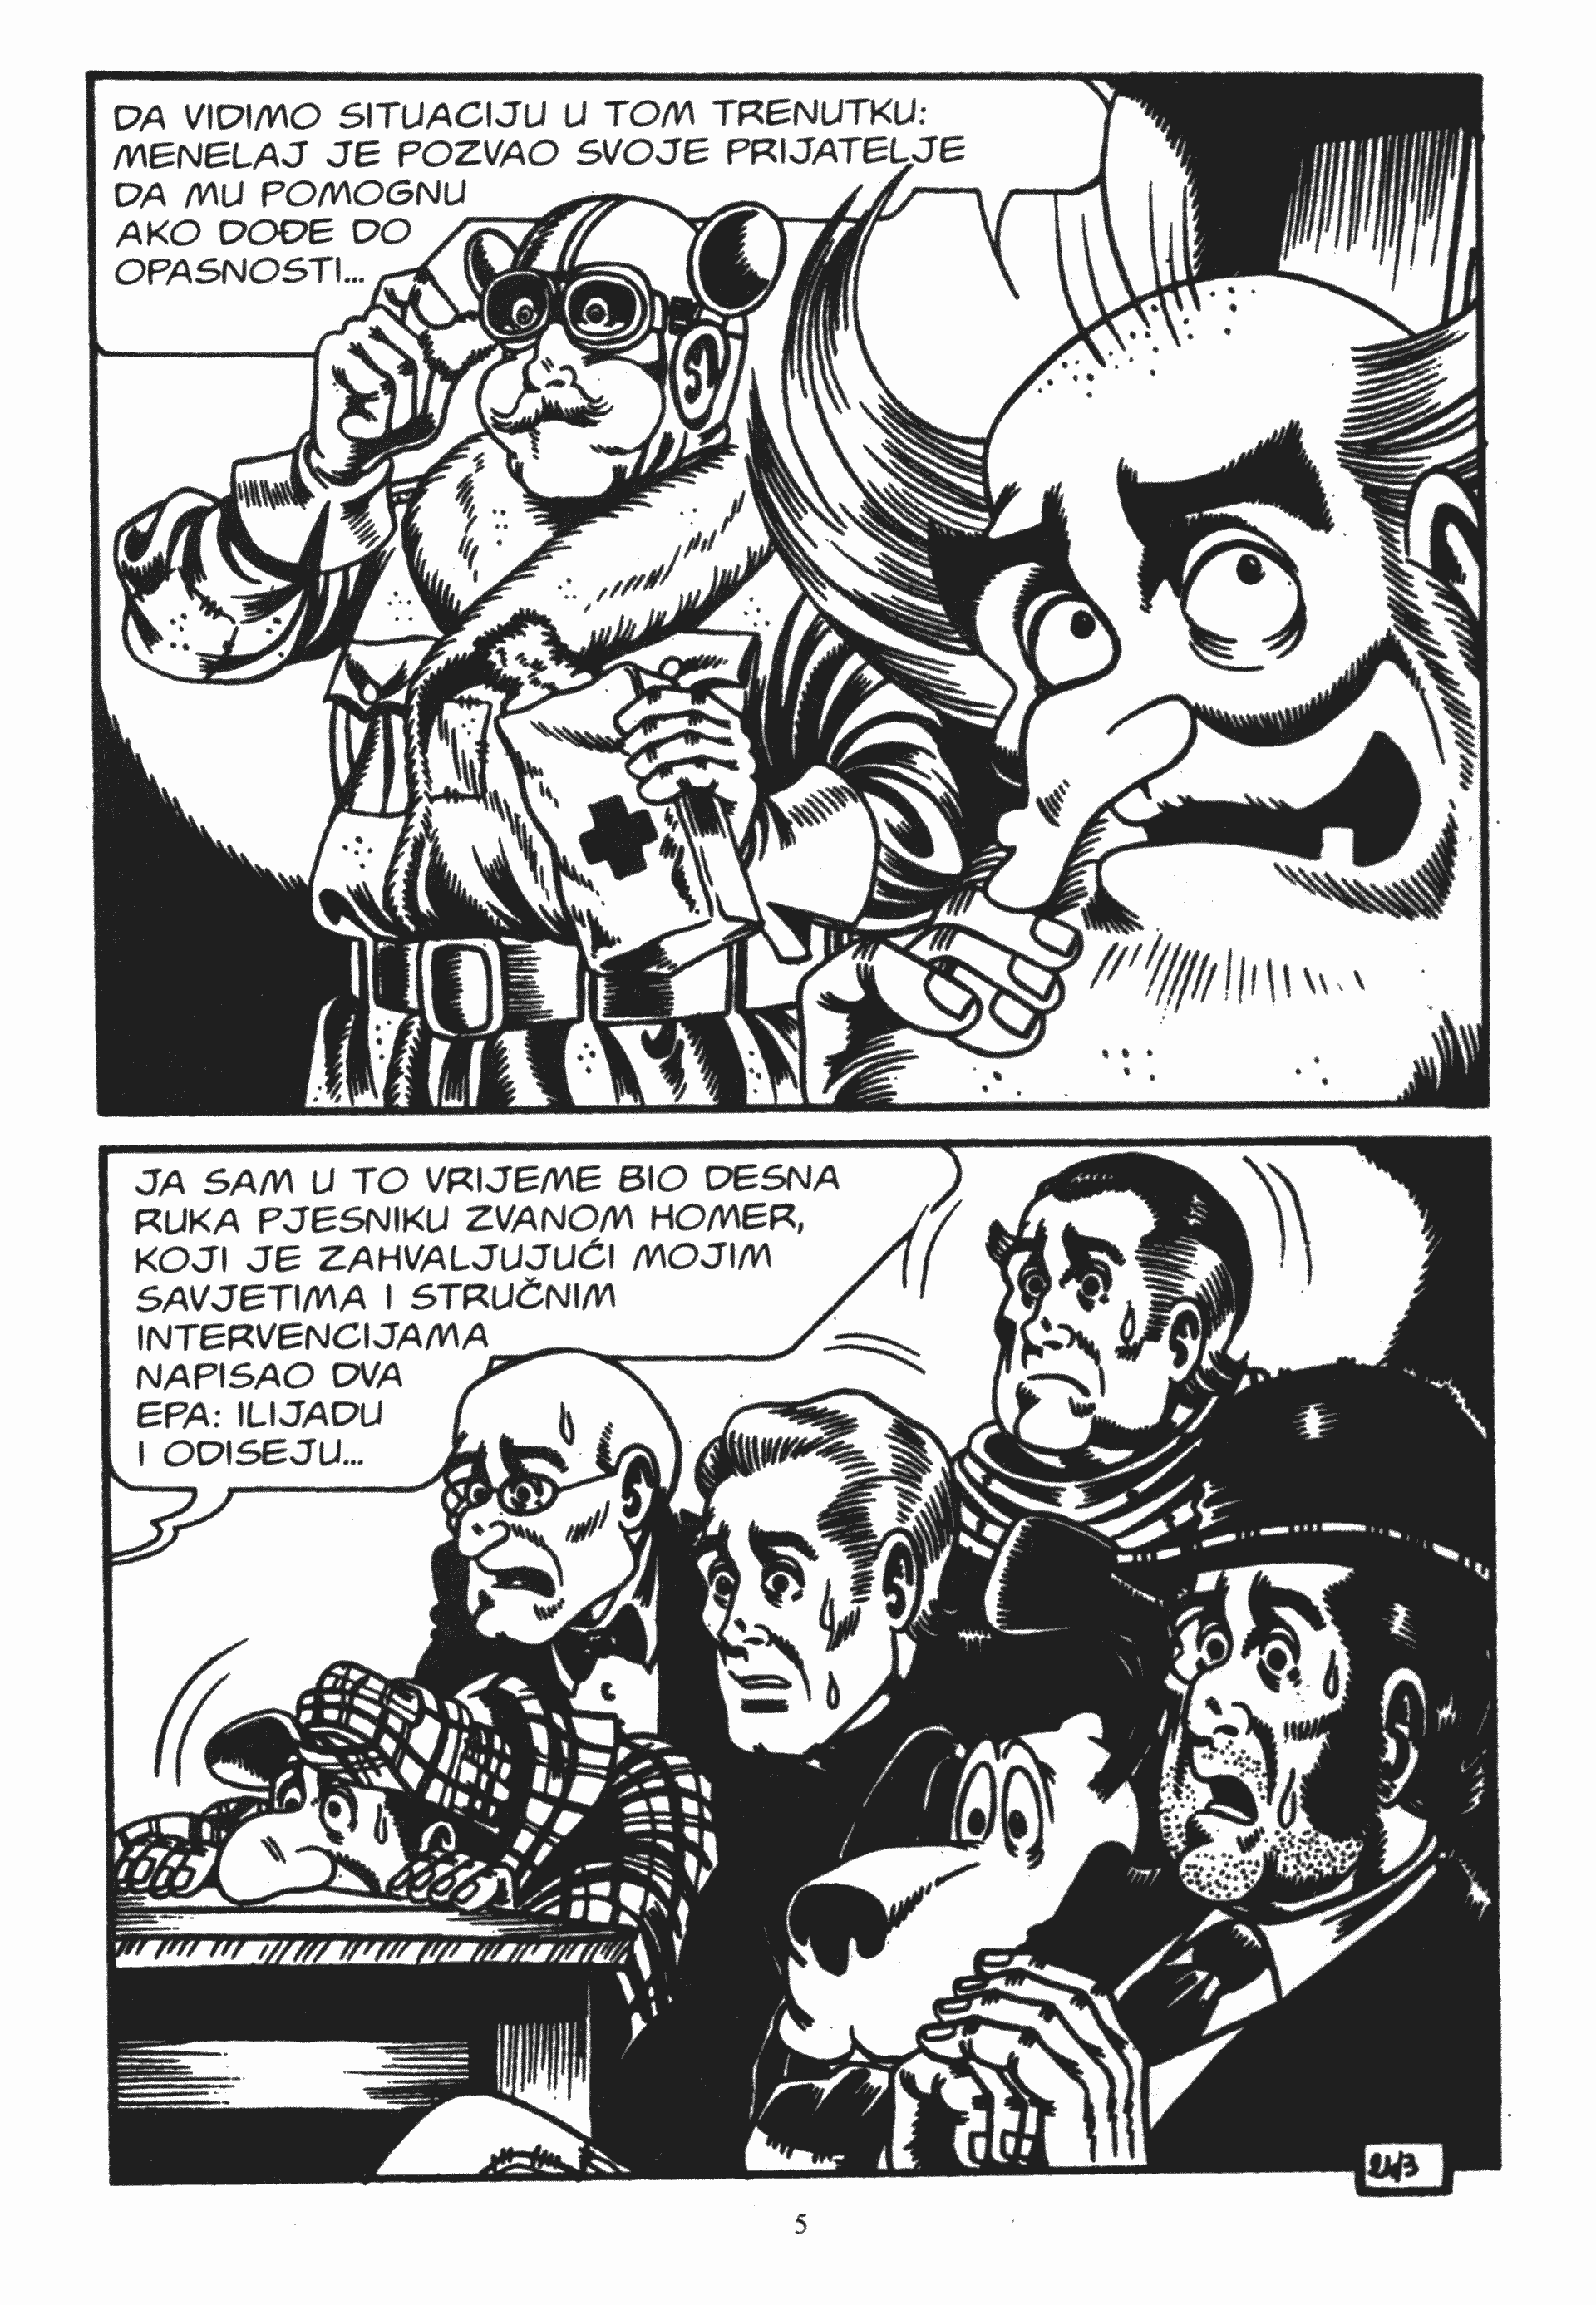 DA VIDIMO SITUACIJU U TOM TRENUTKU:
MENELAJ JE POZVAO SVOJE PRIJATELJE
DA MU POMOGNU
AKO DOĐE DO
OPASNOSTI...
JA SAM U TO VRIJEME BIO DESNA
RUKA PJESNIKU ZVANOM HOMER,
KOJI JE ZAHVALJUJUĆI MOJIM
SAVJETIMA I STRUČNIM
INTERVENCIJAMA
NAPISAO DVA
EPA: ILIJADU
I ODISEJU...
24/3
5